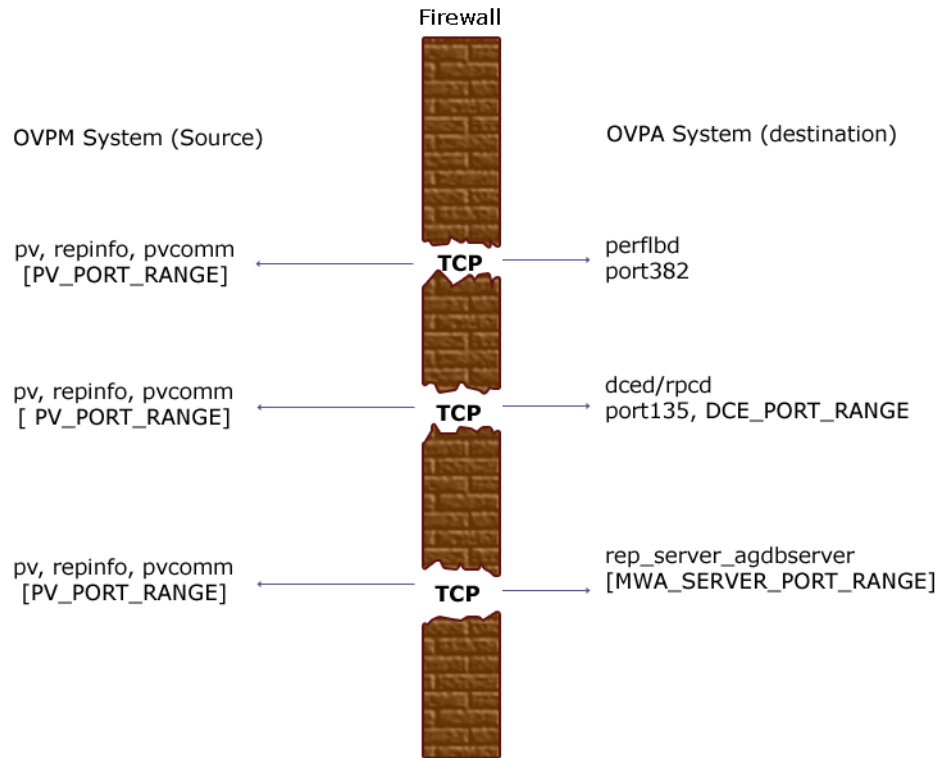 Firewall
OVPM System (Source)
OVPA System (destination)
pv, repinfo, pvcomm
[PV_PORT_RANGE]
TCP
perflbd
port382
pv, repinfo, pvcomm
[ PV_PORT_RANGE]
TCP
dced/rpcd
port135, DCE_PORT_RANGE
pv, repinfo, pvcomm
[PV_PORT_RANGE]
TCP
rep_server_agdbserver
[MWA_SERVER_PORT_RANGE]